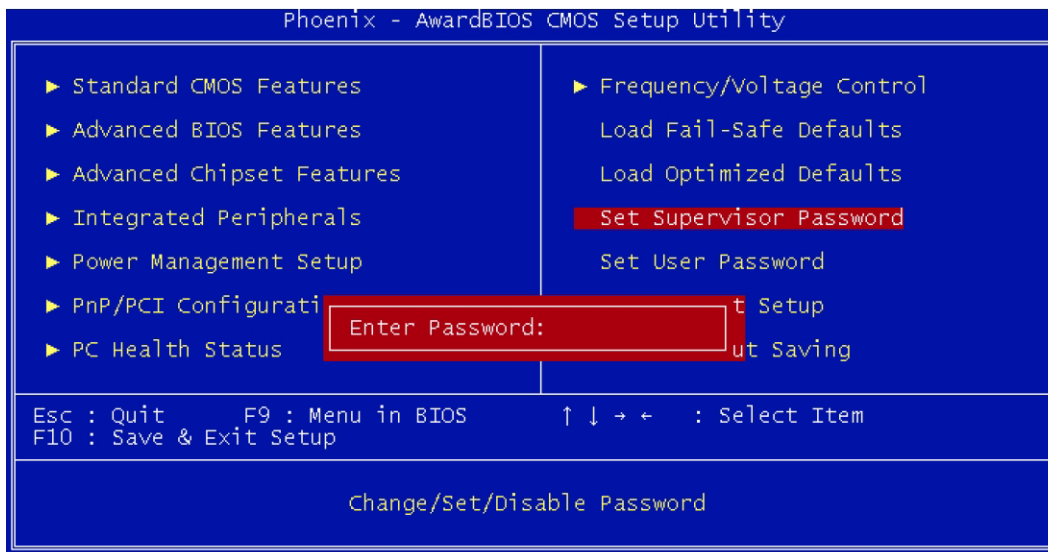 Phoenix - AwardBIOS CMOS Setup Utility
► Standard CMOS Features
► Advanced BIOS Features
► Advanced Chipset Features
► Integrated Peripherals
► Power Management Setup
► PnP/PCI Configurati
► PC Health Status
► Frequency/Voltage Control
Load Fail-Safe Defaults
Load Optimized Defaults
Set Supervisor Password
Set User Password
t Setup
ut Saving
Enter Password:
Esc : Quit F9 : Menu in BIOS ↑ ↓ → ← : Select Item
F10 : Save & Exit Setup
Change/Set/Disable Password